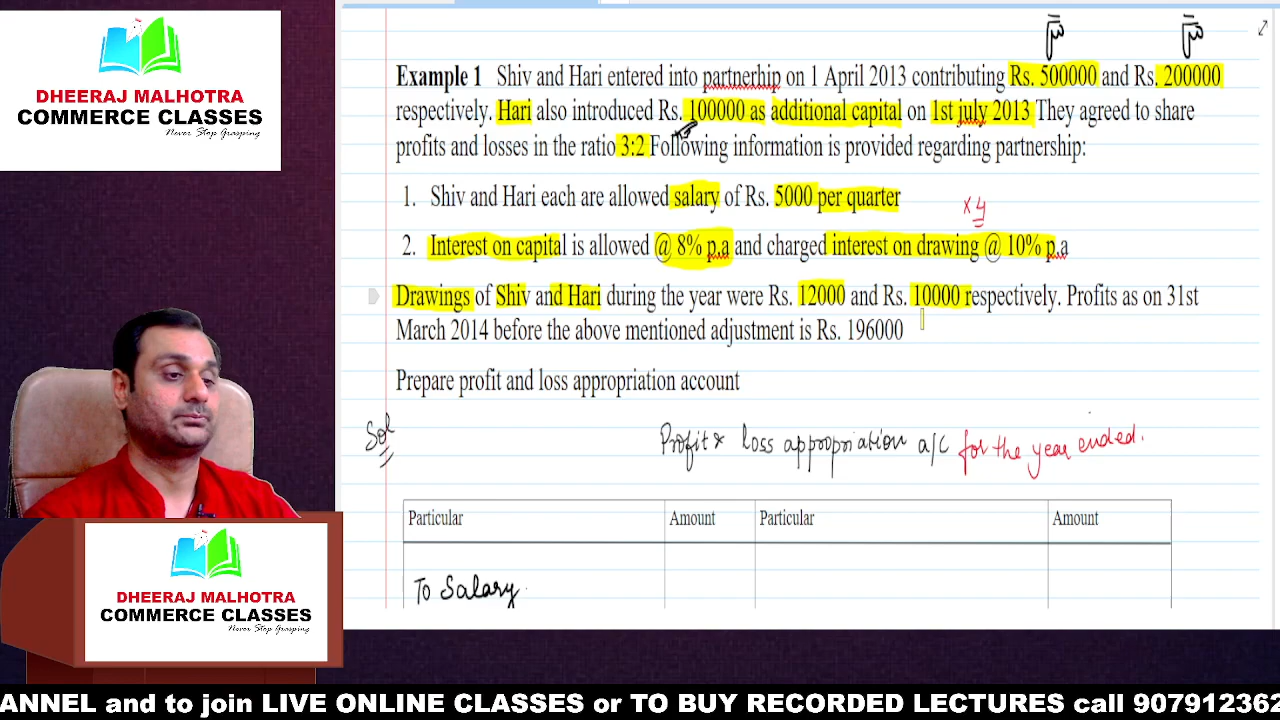 DHEERAJ MALHOTRA
COMMERCE CLASSES
Never Stop Grasping
Example 1 Shiv and Hari entered into partnerhip on 1 April 2013 contributing Rs. 500000 and Rs. 200000
respectively. Hari also introduced Rs. 100000 as additional capital on 1st july 2013 They agreed to share
profits and losses in the ratio 3:2 Following information is provided regarding partnership:
1. Shiv and Hari each are allowed salary of Rs. 5000 per quarter
x 4
2. Interest on capital is allowed @ 8% p,a and charged interest on drawing @ 10% p,a
Drawings of Shiv and Hari during the year were Rs. 12000 and Rs. 10000 respectively. Profits as on 31st
March 2014 before the above mentioned adjustment is Rs. 196000
Prepare profit and loss appropriation account
Sol
Profit & loss appropriation a/c for the year ended.
Particular Amount Particular Amount
To Salary
DHEERAJ MALHOTRA
COMMERCE CLASSES
Never Stop Grasping
ANNEL and to join LIVE ONLINE CLASSES or TO BUY RECORDED LECTURES call 907912362